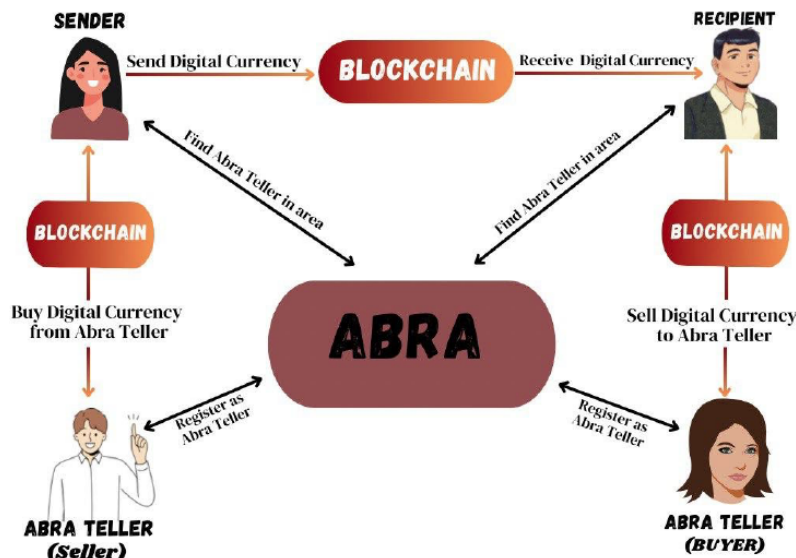 SENDER
RECIPIENT
Send Digital Currency
BLOCKCHAIN
Receive Digital Currency
Find Abra Teller in area
Find Abra Teller in area
BLOCKCHAIN
BLOCKCHAIN
Buy Digital Currency
from Abra Teller
ABRA
Sell Digital Currency
to Abra Teller
Register as
Abra Teller
Register as
Abra Teller
ABRA TELLER
(Seller)
ABRA TELLER
(BUYER)